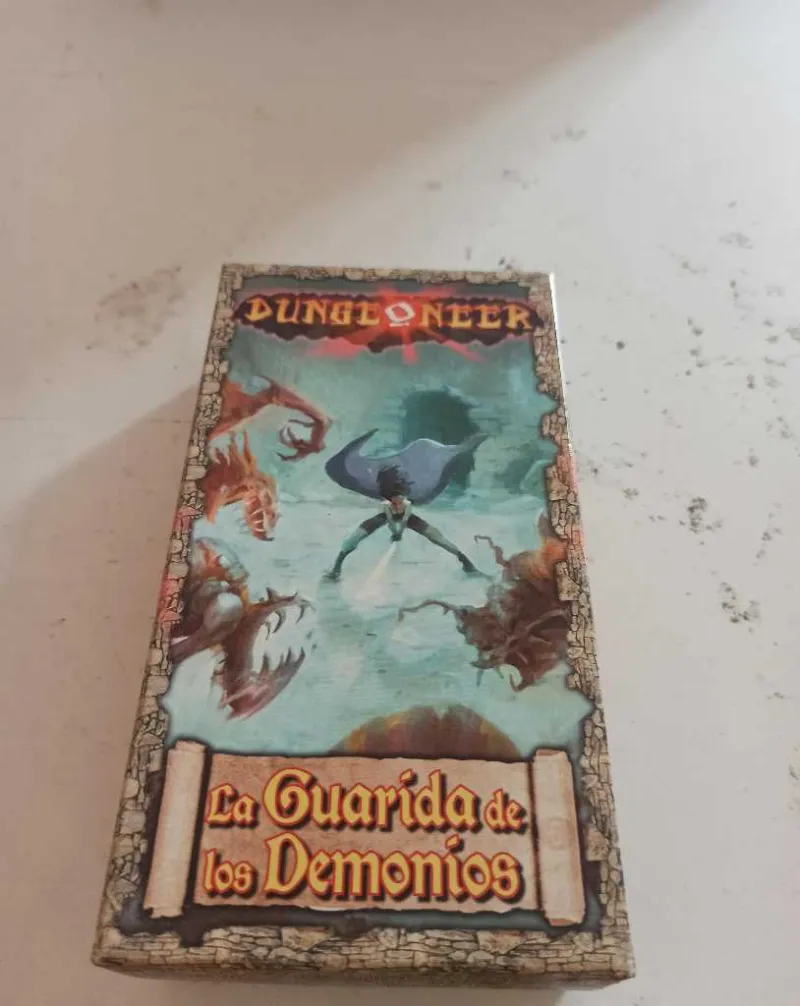 DUNGEONEER
La Guarida de
los Demonios